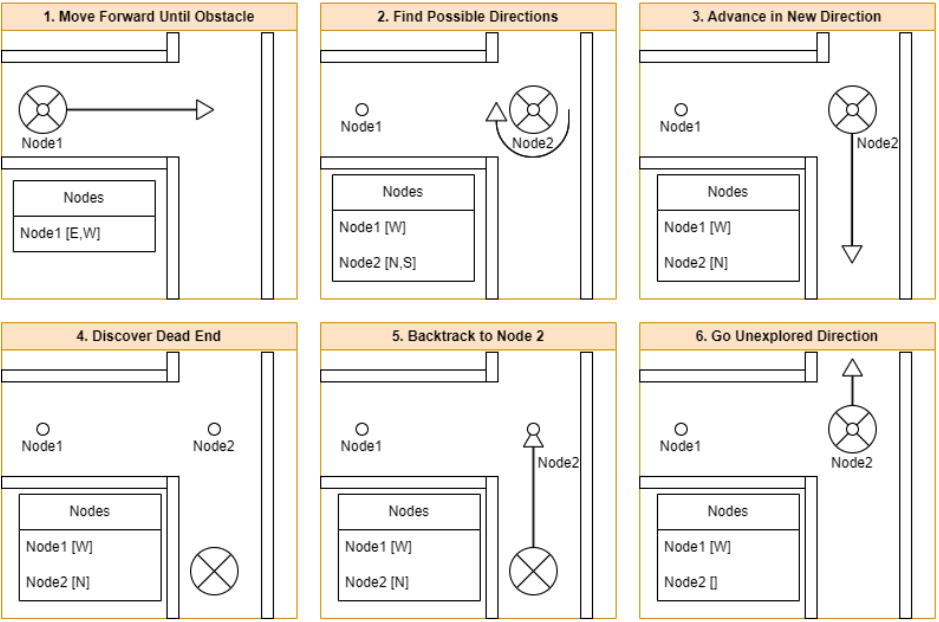 1. Move Forward Until Obstacle
Node1
Nodes
Node1 [E,W]
2. Find Possible Directions
Node1
Node2
Nodes
Node1 [W]
Node2 [N,S]
3. Advance in New Direction
Node1
Node2
Nodes
Node1 [W]
Node2 [N]
4. Discover Dead End
Node1
Node2
Nodes
Node1 [W]
Node2 [N]
5. Backtrack to Node 2
Node1
Node2
Nodes
Node1 [W]
Node2 [N]
6. Go Unexplored Direction
Node1
Node2
Nodes
Node1 [W]
Node2 []